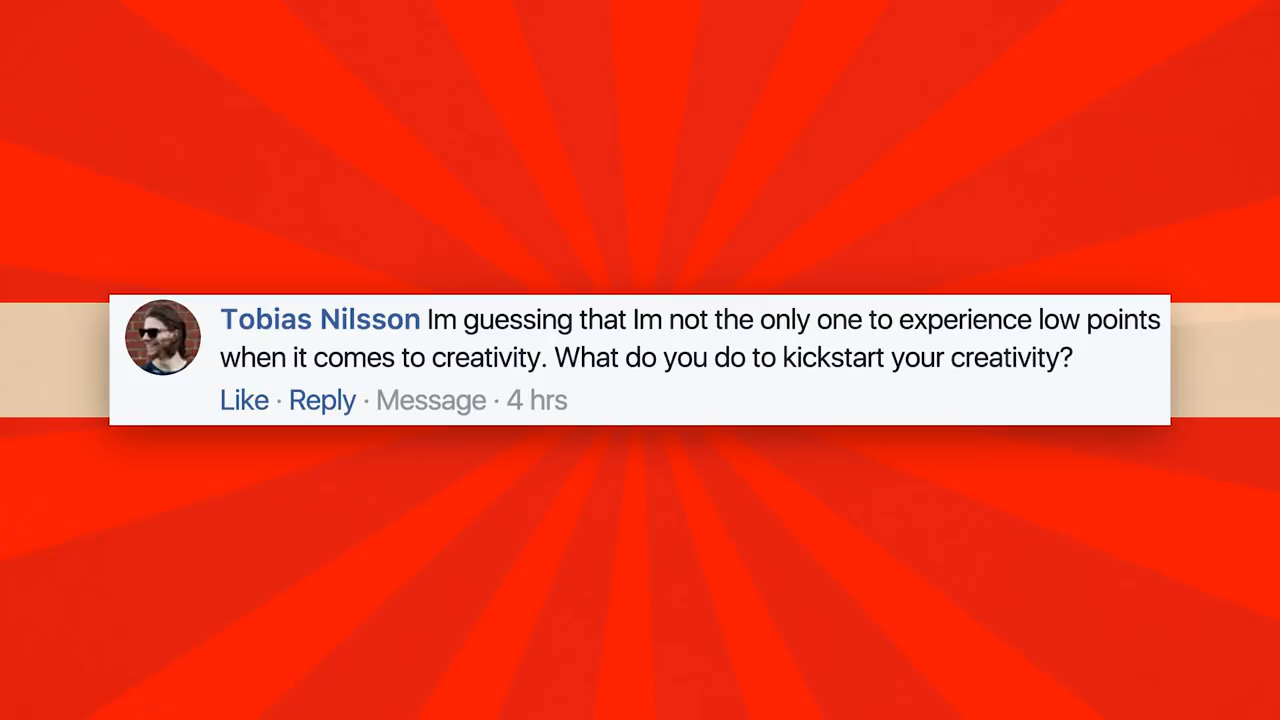 Tobias Nilsson Im guessing that Im not the only one to experience low points
when it comes to creativity. What do you do to kickstart your creativity?
Like · Reply · Message · 4 hrs